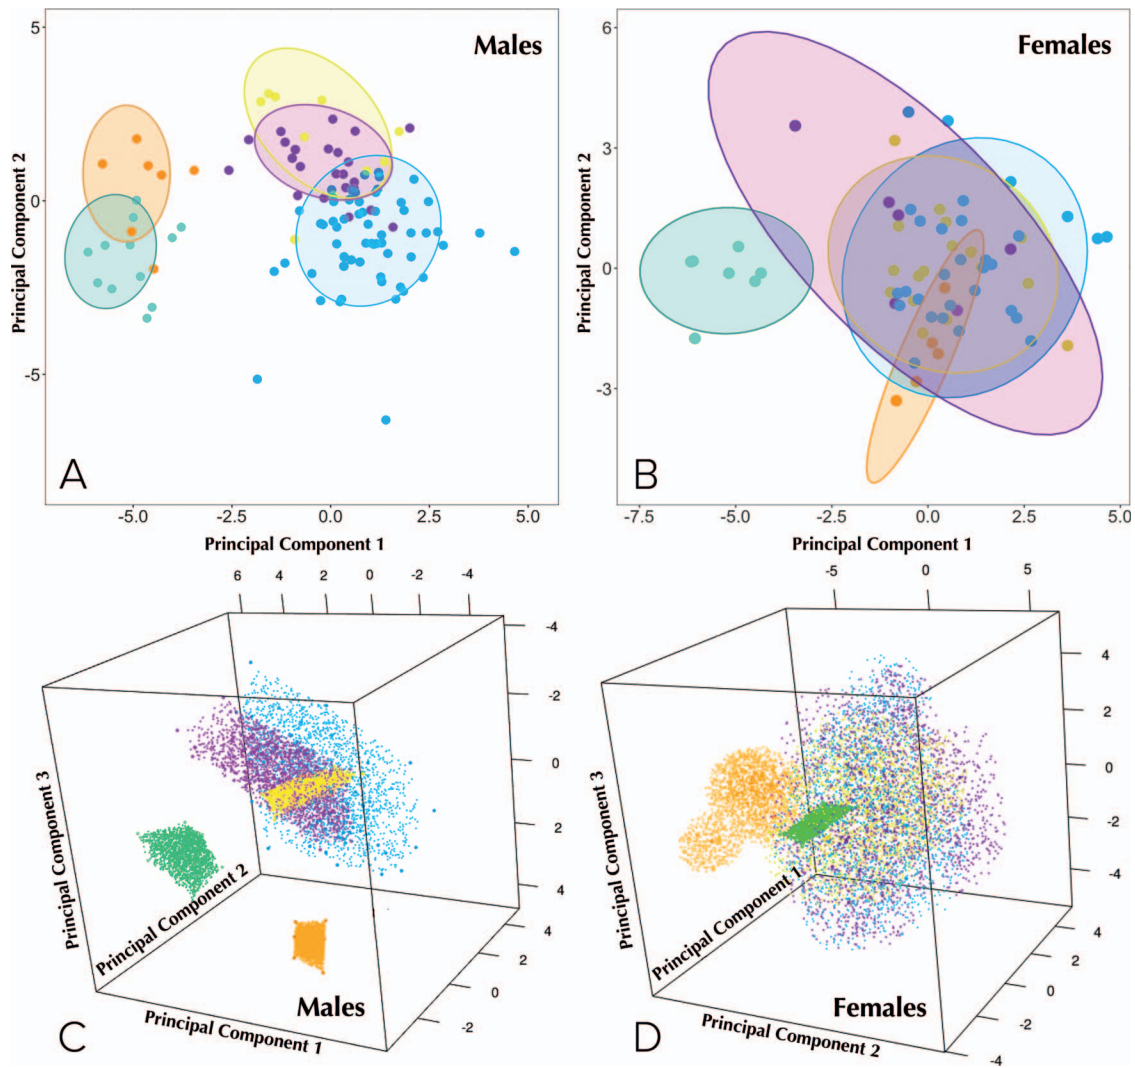 Males
5
0
-5
Principal Component 2
A
-5.0
-2.5
0.0
2.5
5.0
Principal Component 1
Females
6
3
0
-3
Principal Component 2
B
-7.5
-5.0
-2.5
0.0
2.5
5.0
Principal Component 1
6 4 2 0 -2 -4
-4
-2
0
2
4
2
0
-2
Principal Component 3
Principal Component 2
Principal Component 1
Males
C
-5 0 5
4
2
0
-2
-4
4
2
0
-2
-4
Principal Component 3
Principal Component 1
Principal Component 2
Females
D